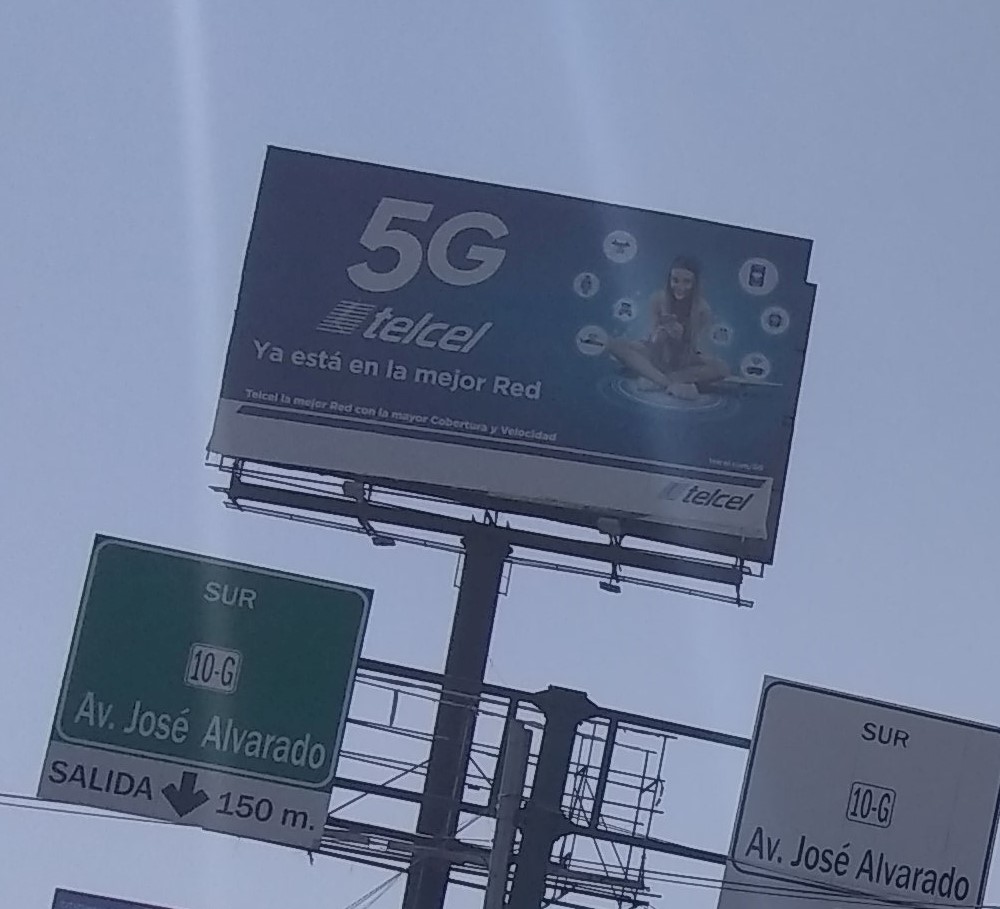 5G
telcel
Ya está en la mejor Red
Telcel la mejor Red con la mayor Cobertura y Velocidad
telcel
SUR
10-G
Av. José Alvarado
SALIDA 150 m.
SUR
10-G
Av. José Alvarado